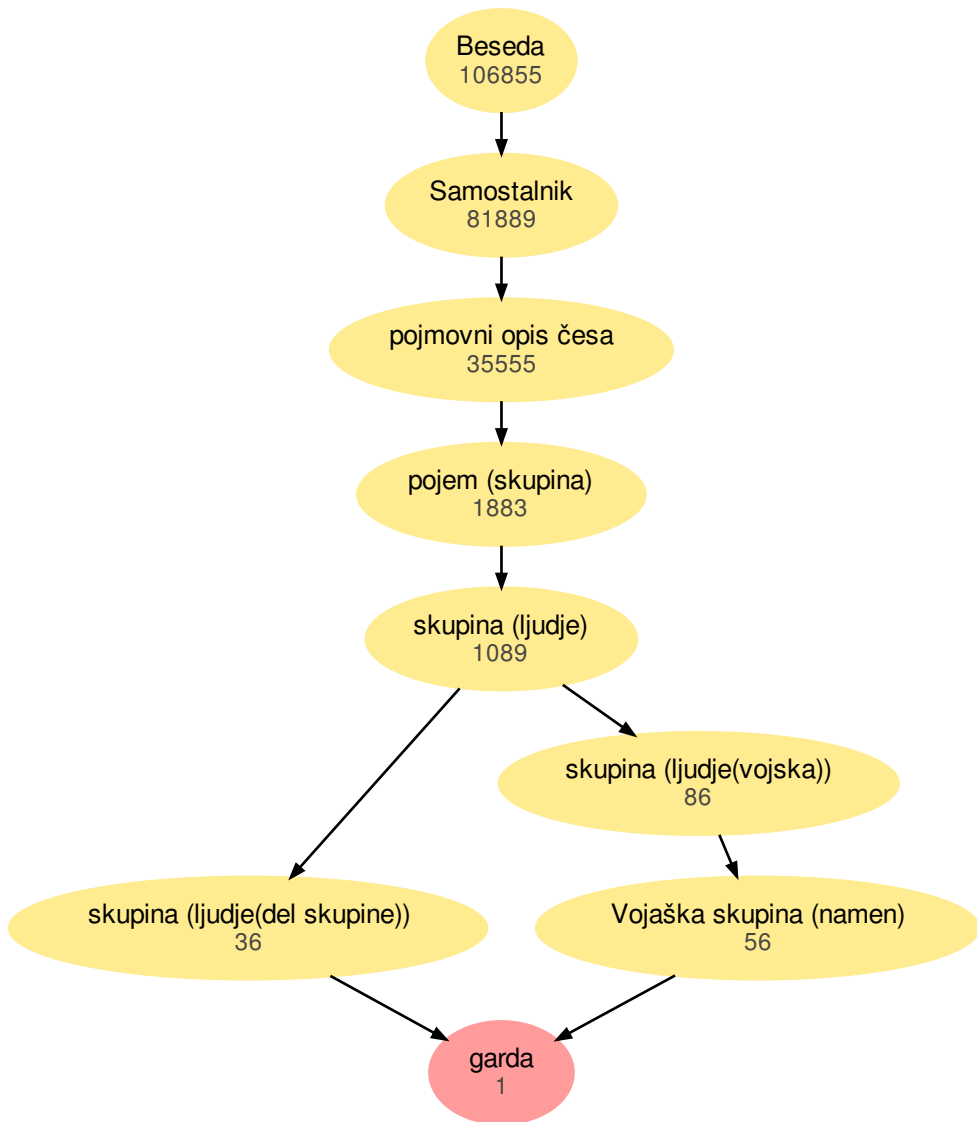 Beseda
106855
Samostalnik
81889
pojmovni opis česa
35555
pojem (skupina)
1883
skupina (ljudje)
1089
skupina (ljudje(vojska))
86
skupina (ljudje(del skupine))
36
Vojaška skupina (namen)
56
garda
1